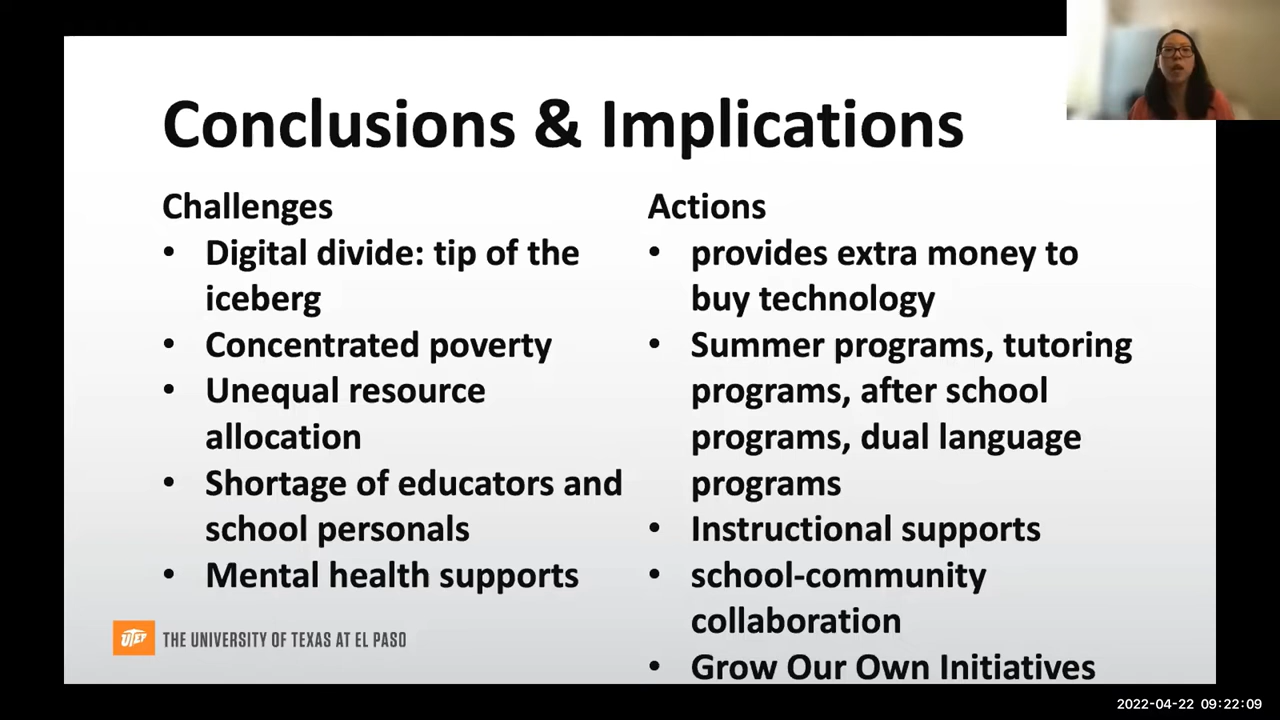 Conclusions & Implications
Challenges
• Digital divide: tip of the
iceberg
• Concentrated poverty
• Unequal resource
allocation
• Shortage of educators and
school personals
• Mental health supports
Actions
• provides extra money to
buy technology
• Summer programs, tutoring
programs, after school
programs, dual language
programs
• Instructional supports
• school-community
collaboration
• Grow Our Own Initiatives
UTEP THE UNIVERSITY OF TEXAS AT EL PASO
2022-04-22 09:22:09